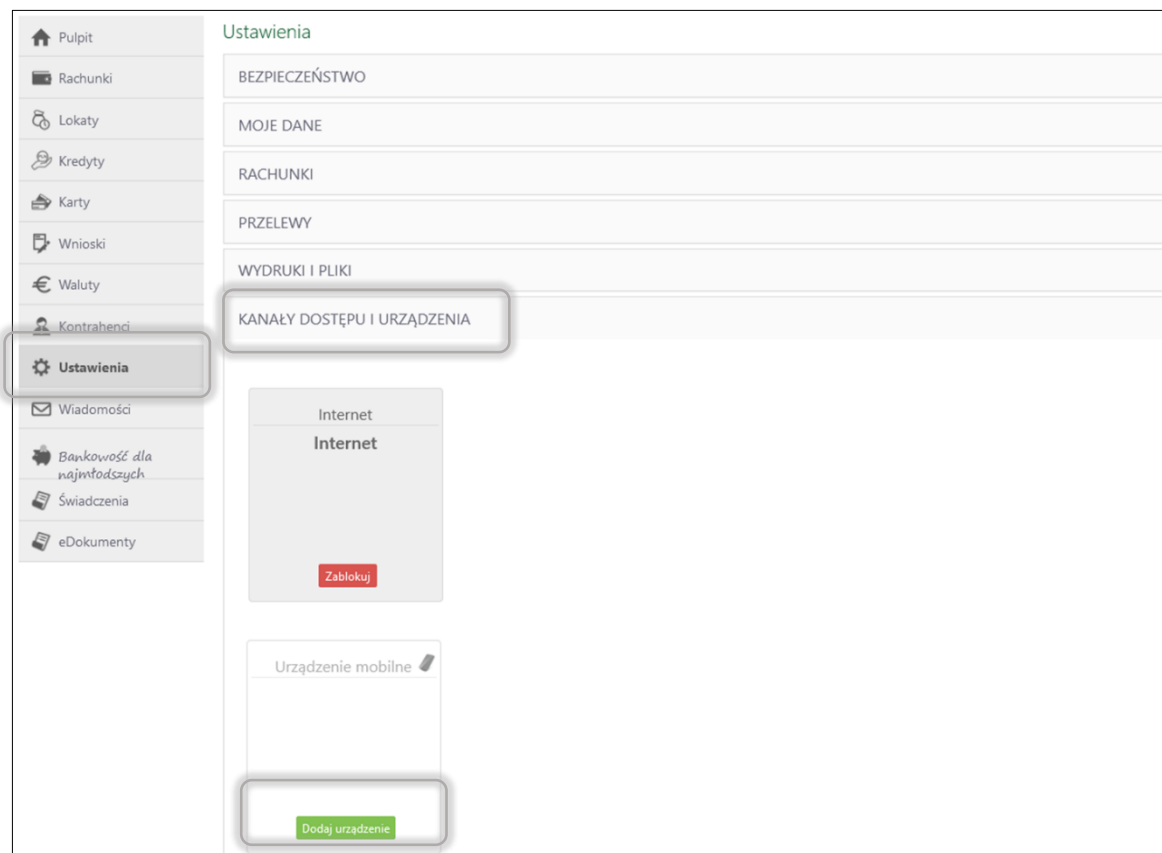 Pulpit
Rachunki
Lokaty
Kredyty
Karty
Wnioski
Waluty
Kontrahenci
Ustawienia
Wiadomości
Bankowość dla
najmłodszych
Świadczenia
eDokumenty
Ustawienia
BEZPIECZEŃSTWO
MOJE DANE
RACHUNKI
PRZELEWY
WYDRUKI I PLIKI
KANAŁY DOSTĘPU I URZĄDZENIA
Internet
Internet
Zablokuj
Urządzenie mobilne
Dodaj urządzenie